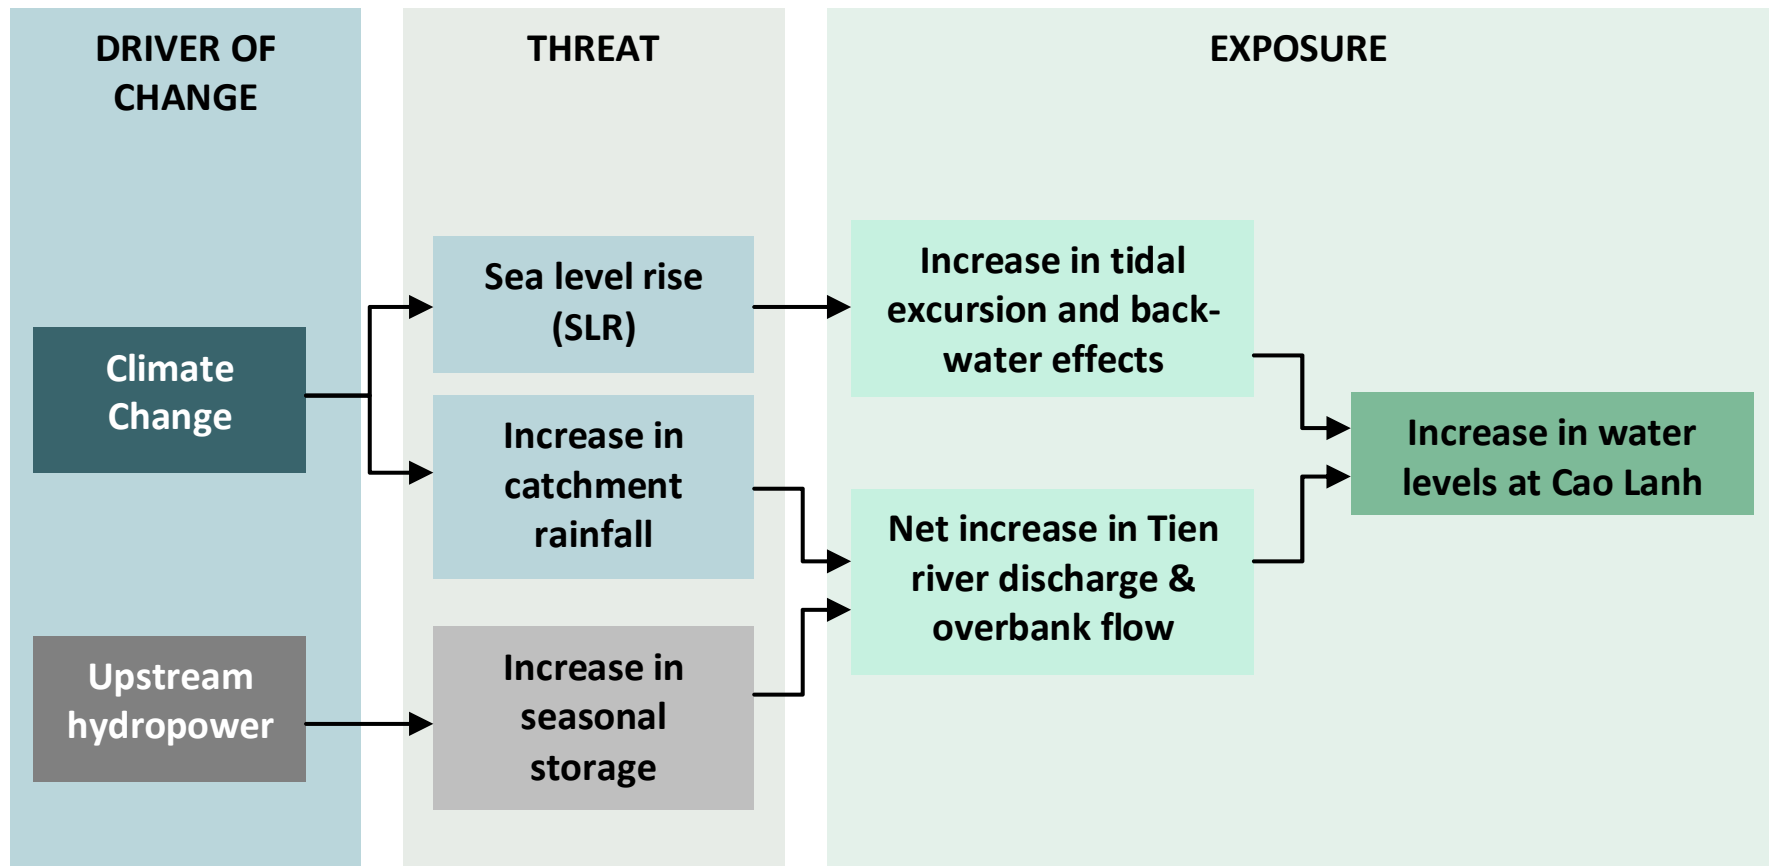 DRIVER OF
CHANGE
THREAT
EXPOSURE
Climate
Change
Upstream
hydropower
Sea level rise
(SLR)
Increase in
catchment
rainfall
Increase in
seasonal
storage
Increase in tidal
excursion and back-
water effects
Net increase in Tien
river discharge &
overbank flow
Increase in water
levels at Cao Lanh